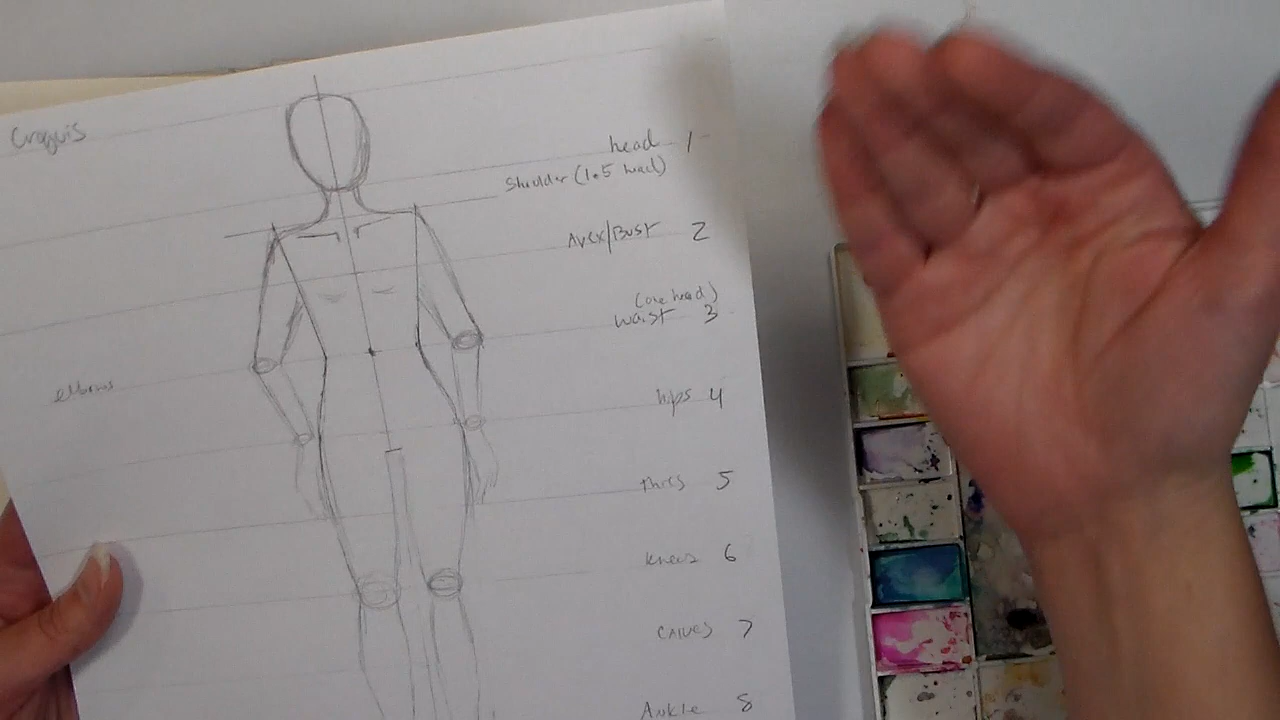 Croquis
head 1
Shoulder (1.5 head)
Apex/Bust 2
(one head)
waist 3
elbows
hips 4
5
knees 6
CALVES 7
Ankle 8